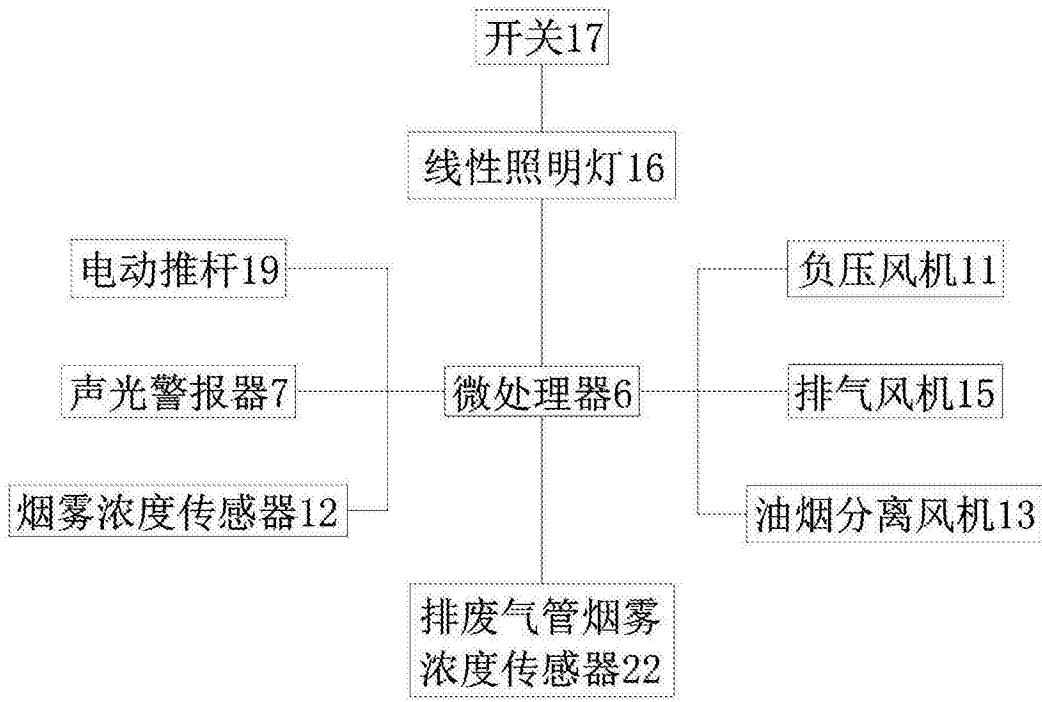 开关17
线性照明灯16
电动推杆19
负压风机11
声光警报器7
微处理器6
排气风机15
烟雾浓度传感器12
油烟分离风机13
排废气管烟雾
浓度传感器22